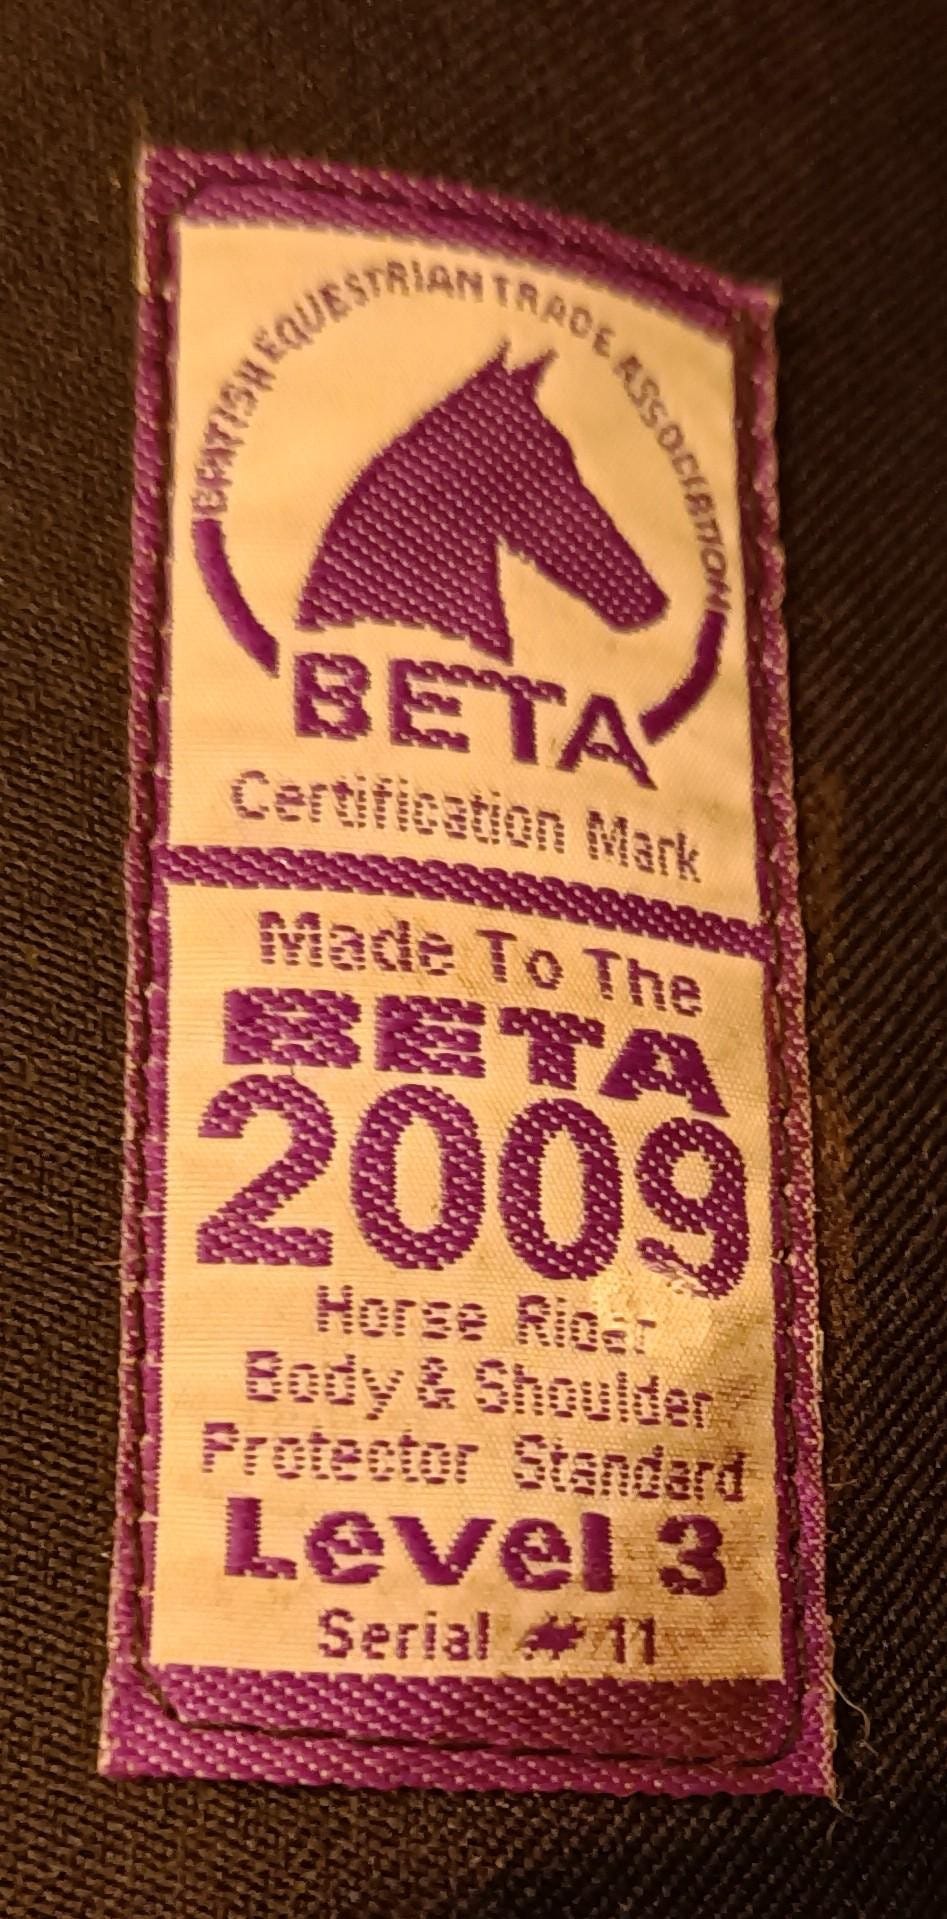 BRITISH EQUESTRIAN TRADE ASSOCIATION
BETA
Certification Mark
Made To The
BETA
2009
Horse Rider
Body & Shoulder
Protector Standard
Level 3
Serial # 11